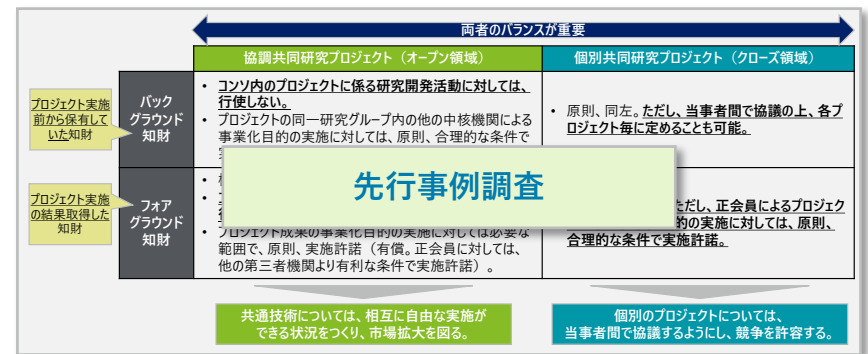 両者のバランスが重要
協調共同研究プロジェクト（オープン領域）
個別共同研究プロジェクト（クローズ領域）
プロジェクト実施
前から保有して
いた知財
バック
グラウンド
知財
• コンソ内のプロジェクトに係る研究開発活動に対しては、
行使しない。
• プロジェクトの同一研究グループ内の他の中核機関による
事業化目的の実施に対しては、原則、合理的な条件で
• 原則、同左。ただし、当事者間で協議の上、各プ
ロジェクト毎に定めることも可能。
先行事例調査
プロジェクト実施
の結果取得した
知財
フォア
グラウンド
知財
• プロジェクト成果の事業化目的の実施に対しては必要な
範囲で、原則、実施許諾（有償。正会員に対しては、
他の第三者機関より有利な条件で実施許諾）。
ただし、正会員によるプロジェク
的の実施に対しては、原則、
合理的な条件で実施許諾。
共通技術については、相互に自由な実施が
できる状況をつくり、市場拡大を図る。
個別のプロジェクトについては、
当事者間で協議するようにし、競争を許容する。